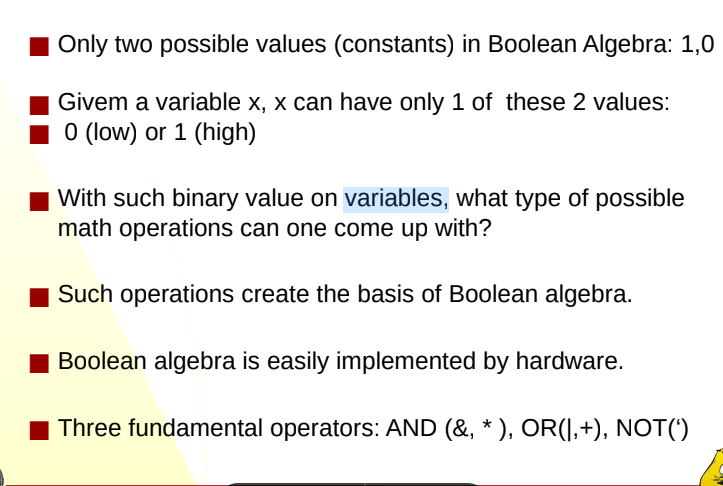 Only two possible values (constants) in Boolean Algebra: 1,0
Givem a variable x, x can have only 1 of  these 2 values:
0 (low) or 1 (high)
With such binary value on variables, what type of possible
math operations can one come up with?
Such operations create the basis of Boolean algebra.
Boolean algebra is easily implemented by hardware.
Three fundamental operators: AND (&, * ), OR(|,+), NOT(‘)